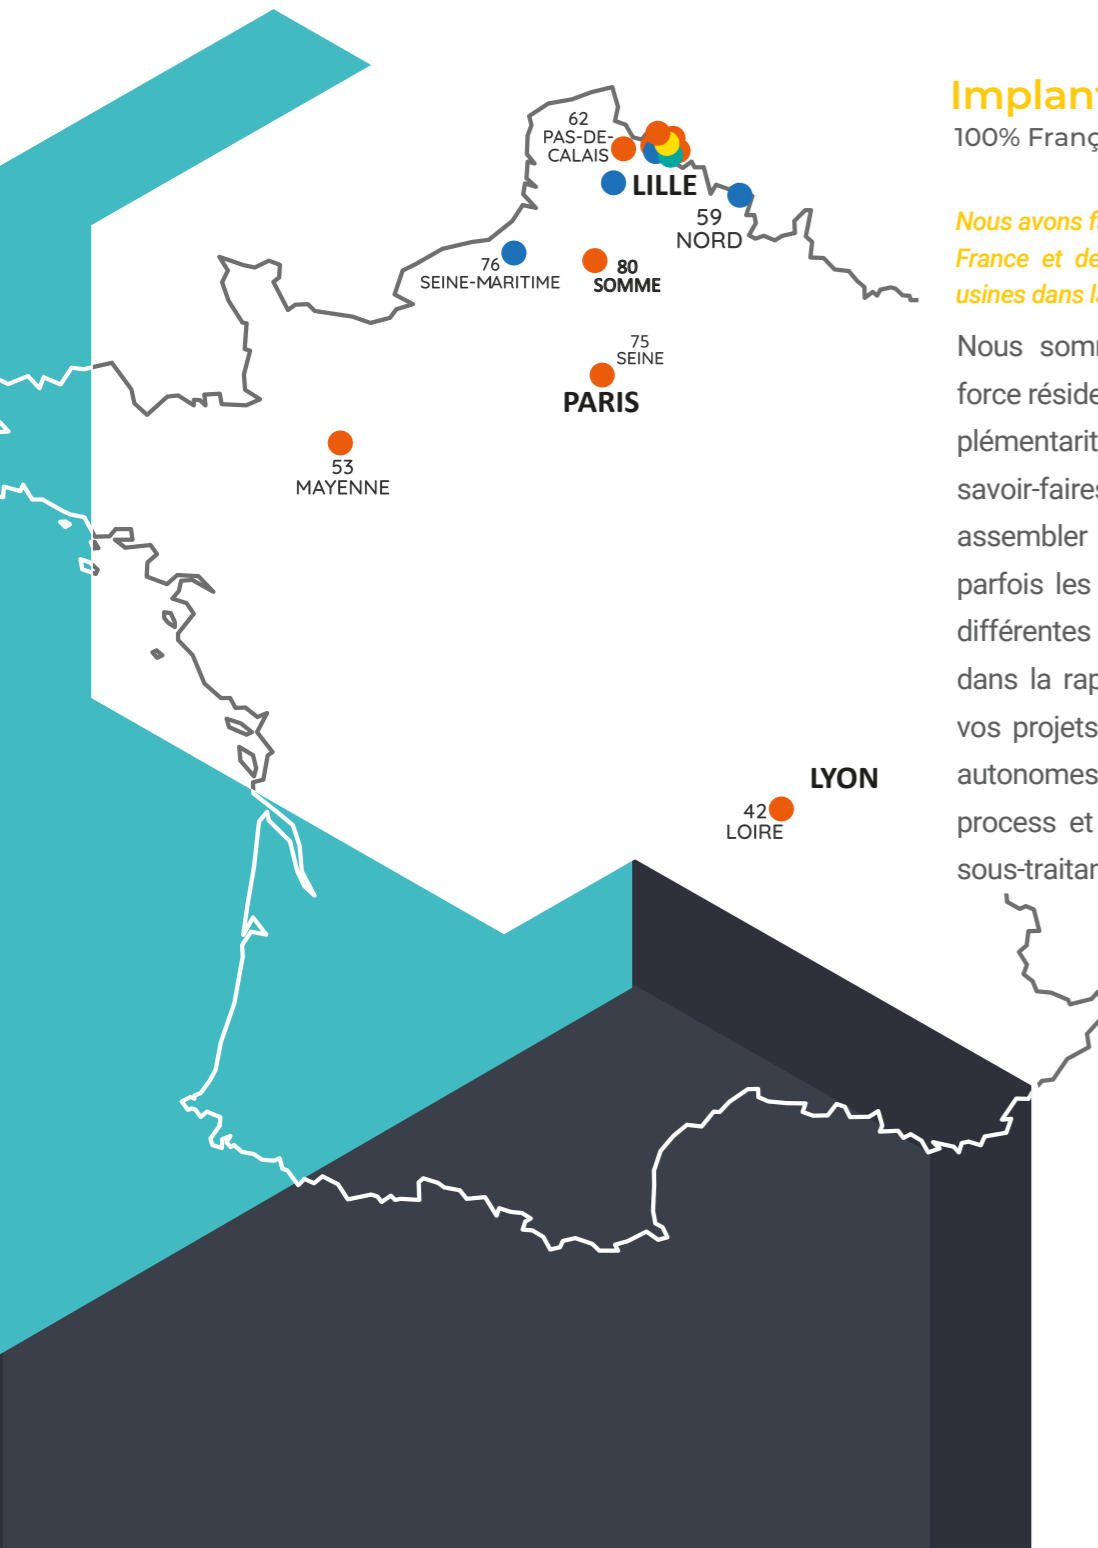 Implant
100% Franç
Nous avons f
France et de
usines dans l
Nous som
force réside
plémentarit
savoir-faires
assembler
parfois les
différentes
dans la rap
vos projets
autonomes
process et
sous-traitan
62
PAS-DE-
CALAIS
LILLE
59
NORD
76
SEINE-MARITIME
80
SOMME
75
SEINE
PARIS
53
MAYENNE
LYON
42
LOIRE